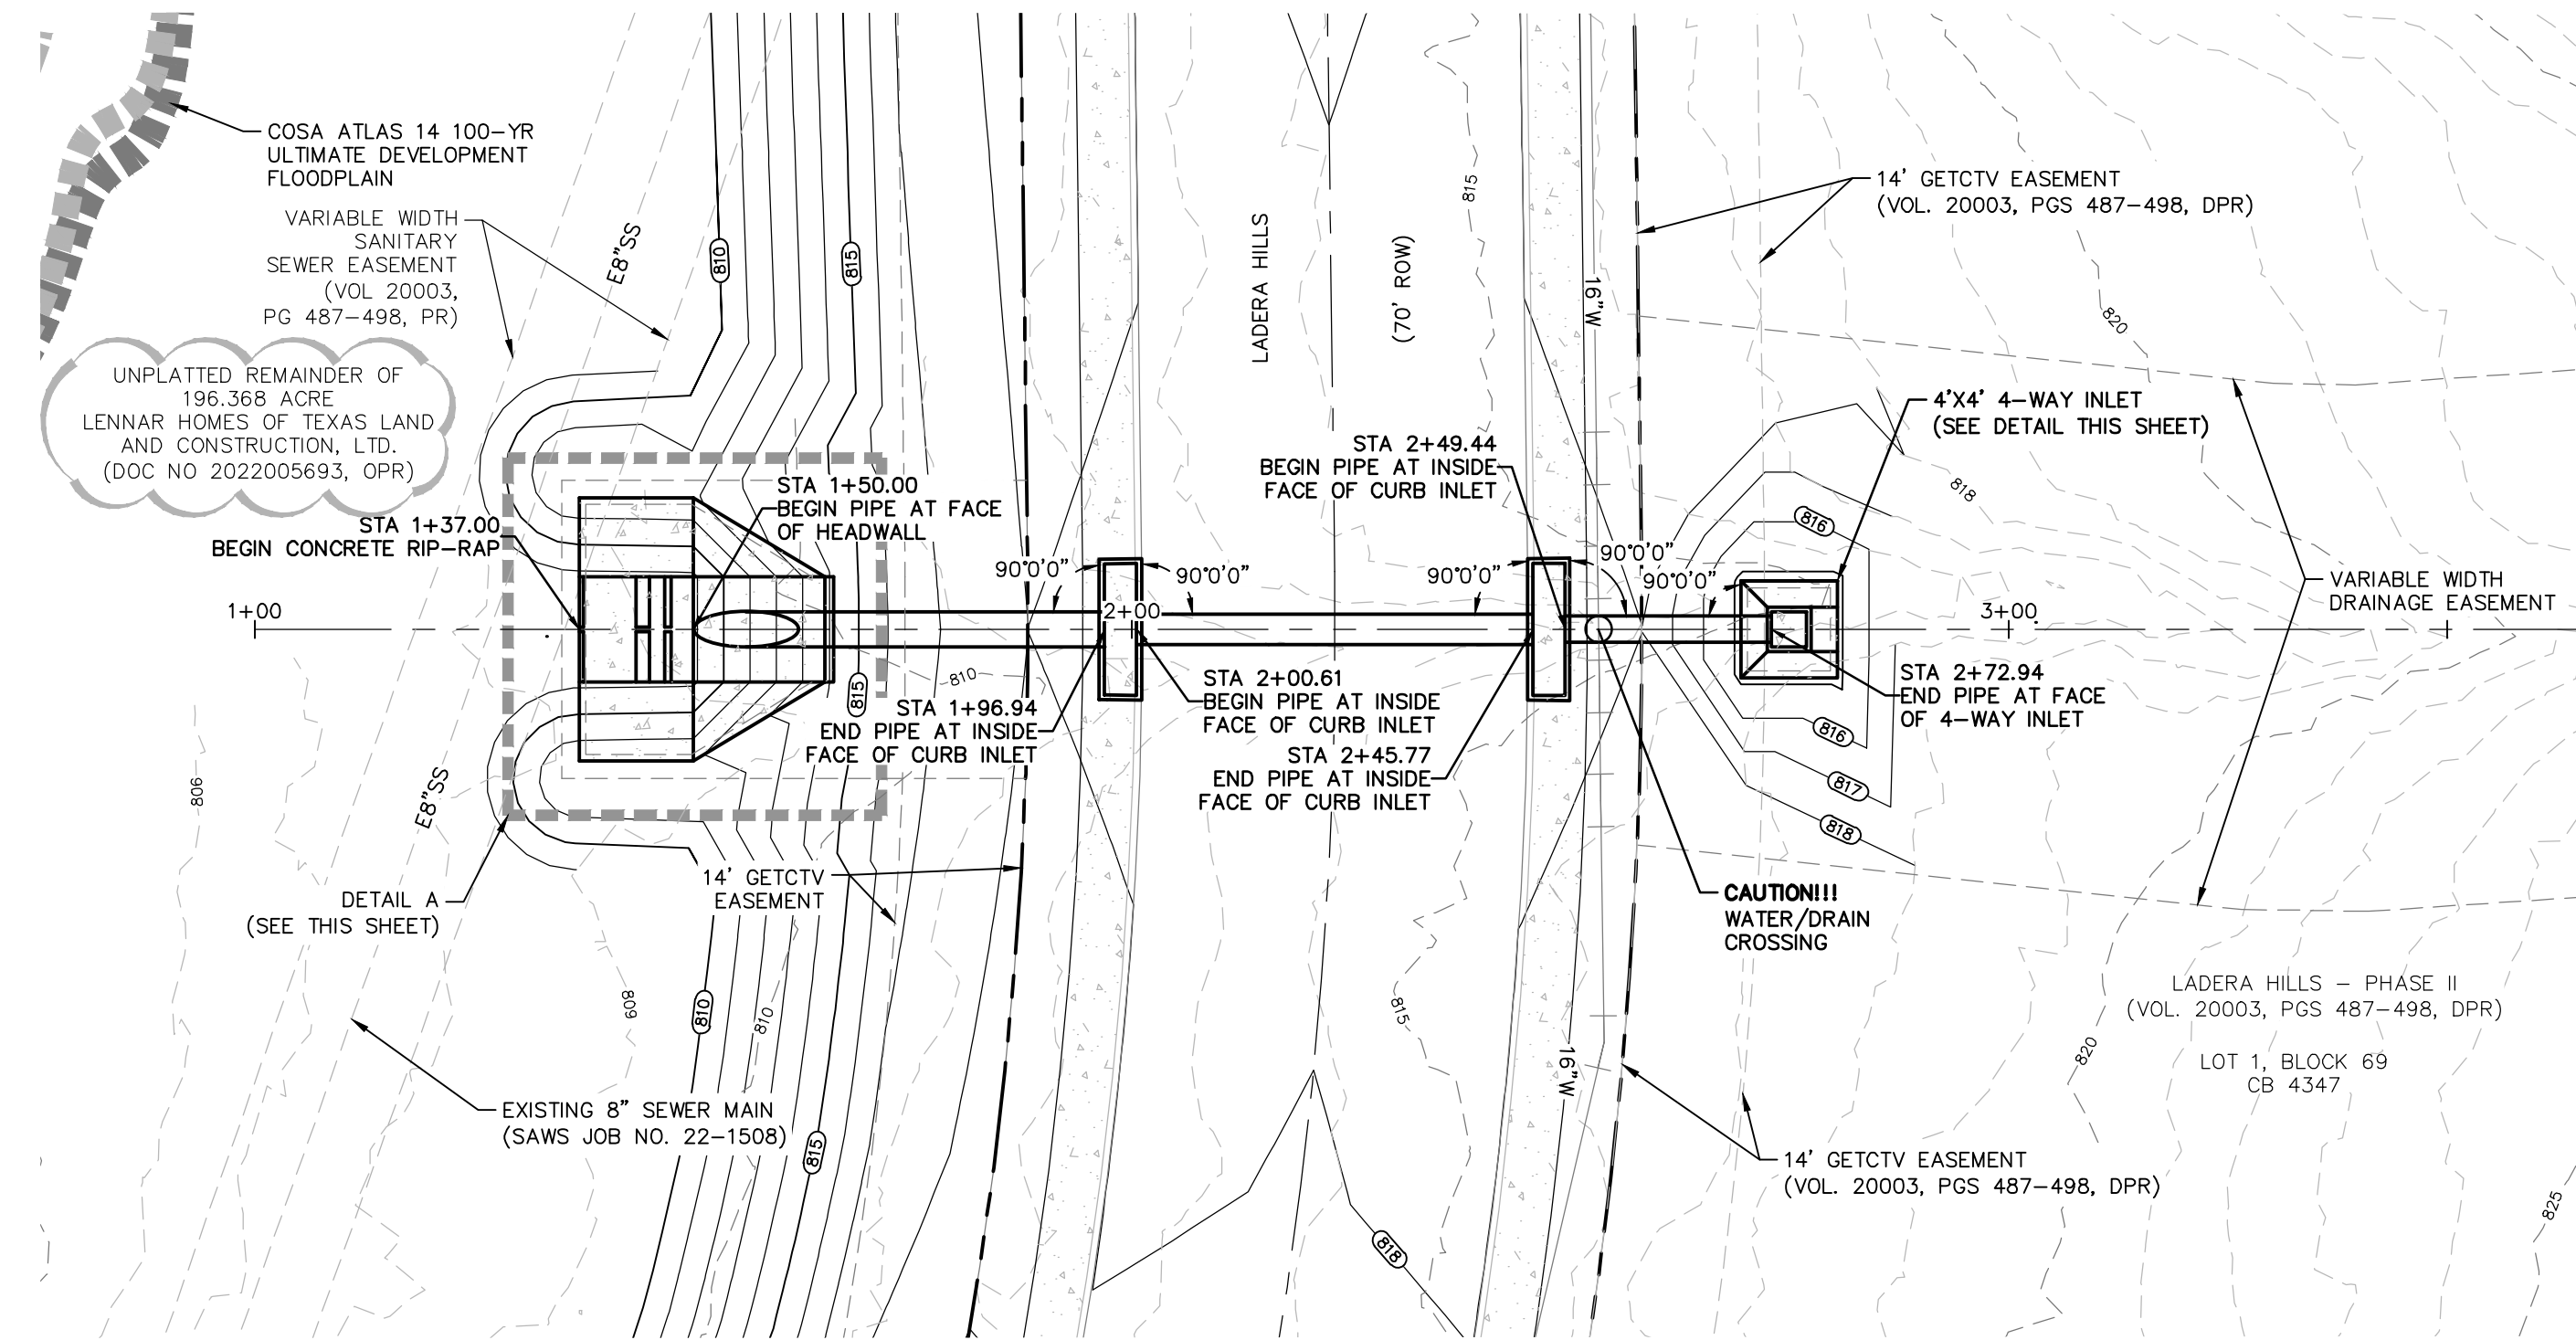 COSA ATLAS 14 100-YR
ULTIMATE DEVELOPMENT
FLOODPLAIN
VARIABLE WIDTH
SANITARY
SEWER EASEMENT
(VOL 20003,
PG 487-498, PR)
UNPLATTED REMAINDER OF
196.368 ACRE
LENNAR HOMES OF TEXAS LAND
AND CONSTRUCTION, LTD.
(DOC NO 2022005693, OPR)
E8"SS
810
815
STA 1+37.00
BEGIN CONCRETE RIP-RAP
STA 1+50.00
BEGIN PIPE AT FACE
OF HEADWALL
1+00
90°0'0"
2+00
90°0'0"
LADERA HILLS
(70' ROW)
815
16"W
14' GETCTV EASEMENT
(VOL. 20003, PGS 487-498, DPR)
820
4'X4' 4-WAY INLET
(SEE DETAIL THIS SHEET)
STA 2+49.44
BEGIN PIPE AT INSIDE
FACE OF CURB INLET
90°0'0"
90°0'0"
90°0'0"
816
818
3+00
VARIABLE WIDTH
DRAINAGE EASEMENT
STA 2+72.94
END PIPE AT FACE
OF 4-WAY INLET
816
817
818
810
815
STA 1+96.94
END PIPE AT INSIDE
FACE OF CURB INLET
STA 2+00.61
BEGIN PIPE AT INSIDE
FACE OF CURB INLET
STA 2+45.77
END PIPE AT INSIDE
FACE OF CURB INLET
806
E8"SS
DETAIL A
(SEE THIS SHEET)
14' GETCTV
EASEMENT
CAUTION!!!
WATER/DRAIN
CROSSING
809
810
810
815
815
16"W
818
EXISTING 8" SEWER MAIN
(SAWS JOB NO. 22-1508)
14' GETCTV EASEMENT
(VOL. 20003, PGS 487-498, DPR)
LADERA HILLS - PHASE II
(VOL. 20003, PGS 487-498, DPR)
LOT 1, BLOCK 69
CB 4347
820
825